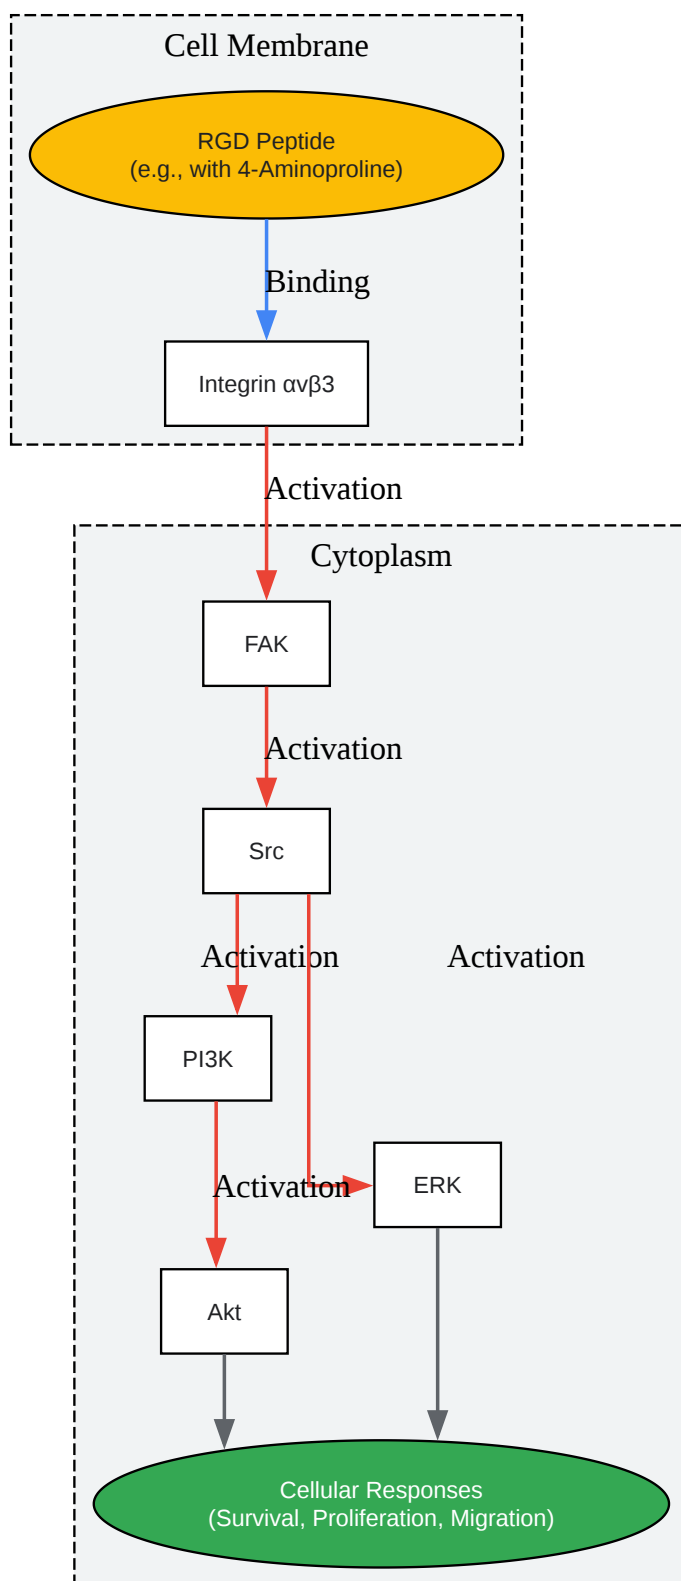 Cell Membrane
RGD Peptide
(e.g., with 4-Aminoproline)
Binding
Integrin αvβ3
Activation
Cytoplasm
FAK
Activation
Src
Activation
Activation
PI3K
ERK
Activation
Akt
Cellular Responses
(Survival, Proliferation, Migration)